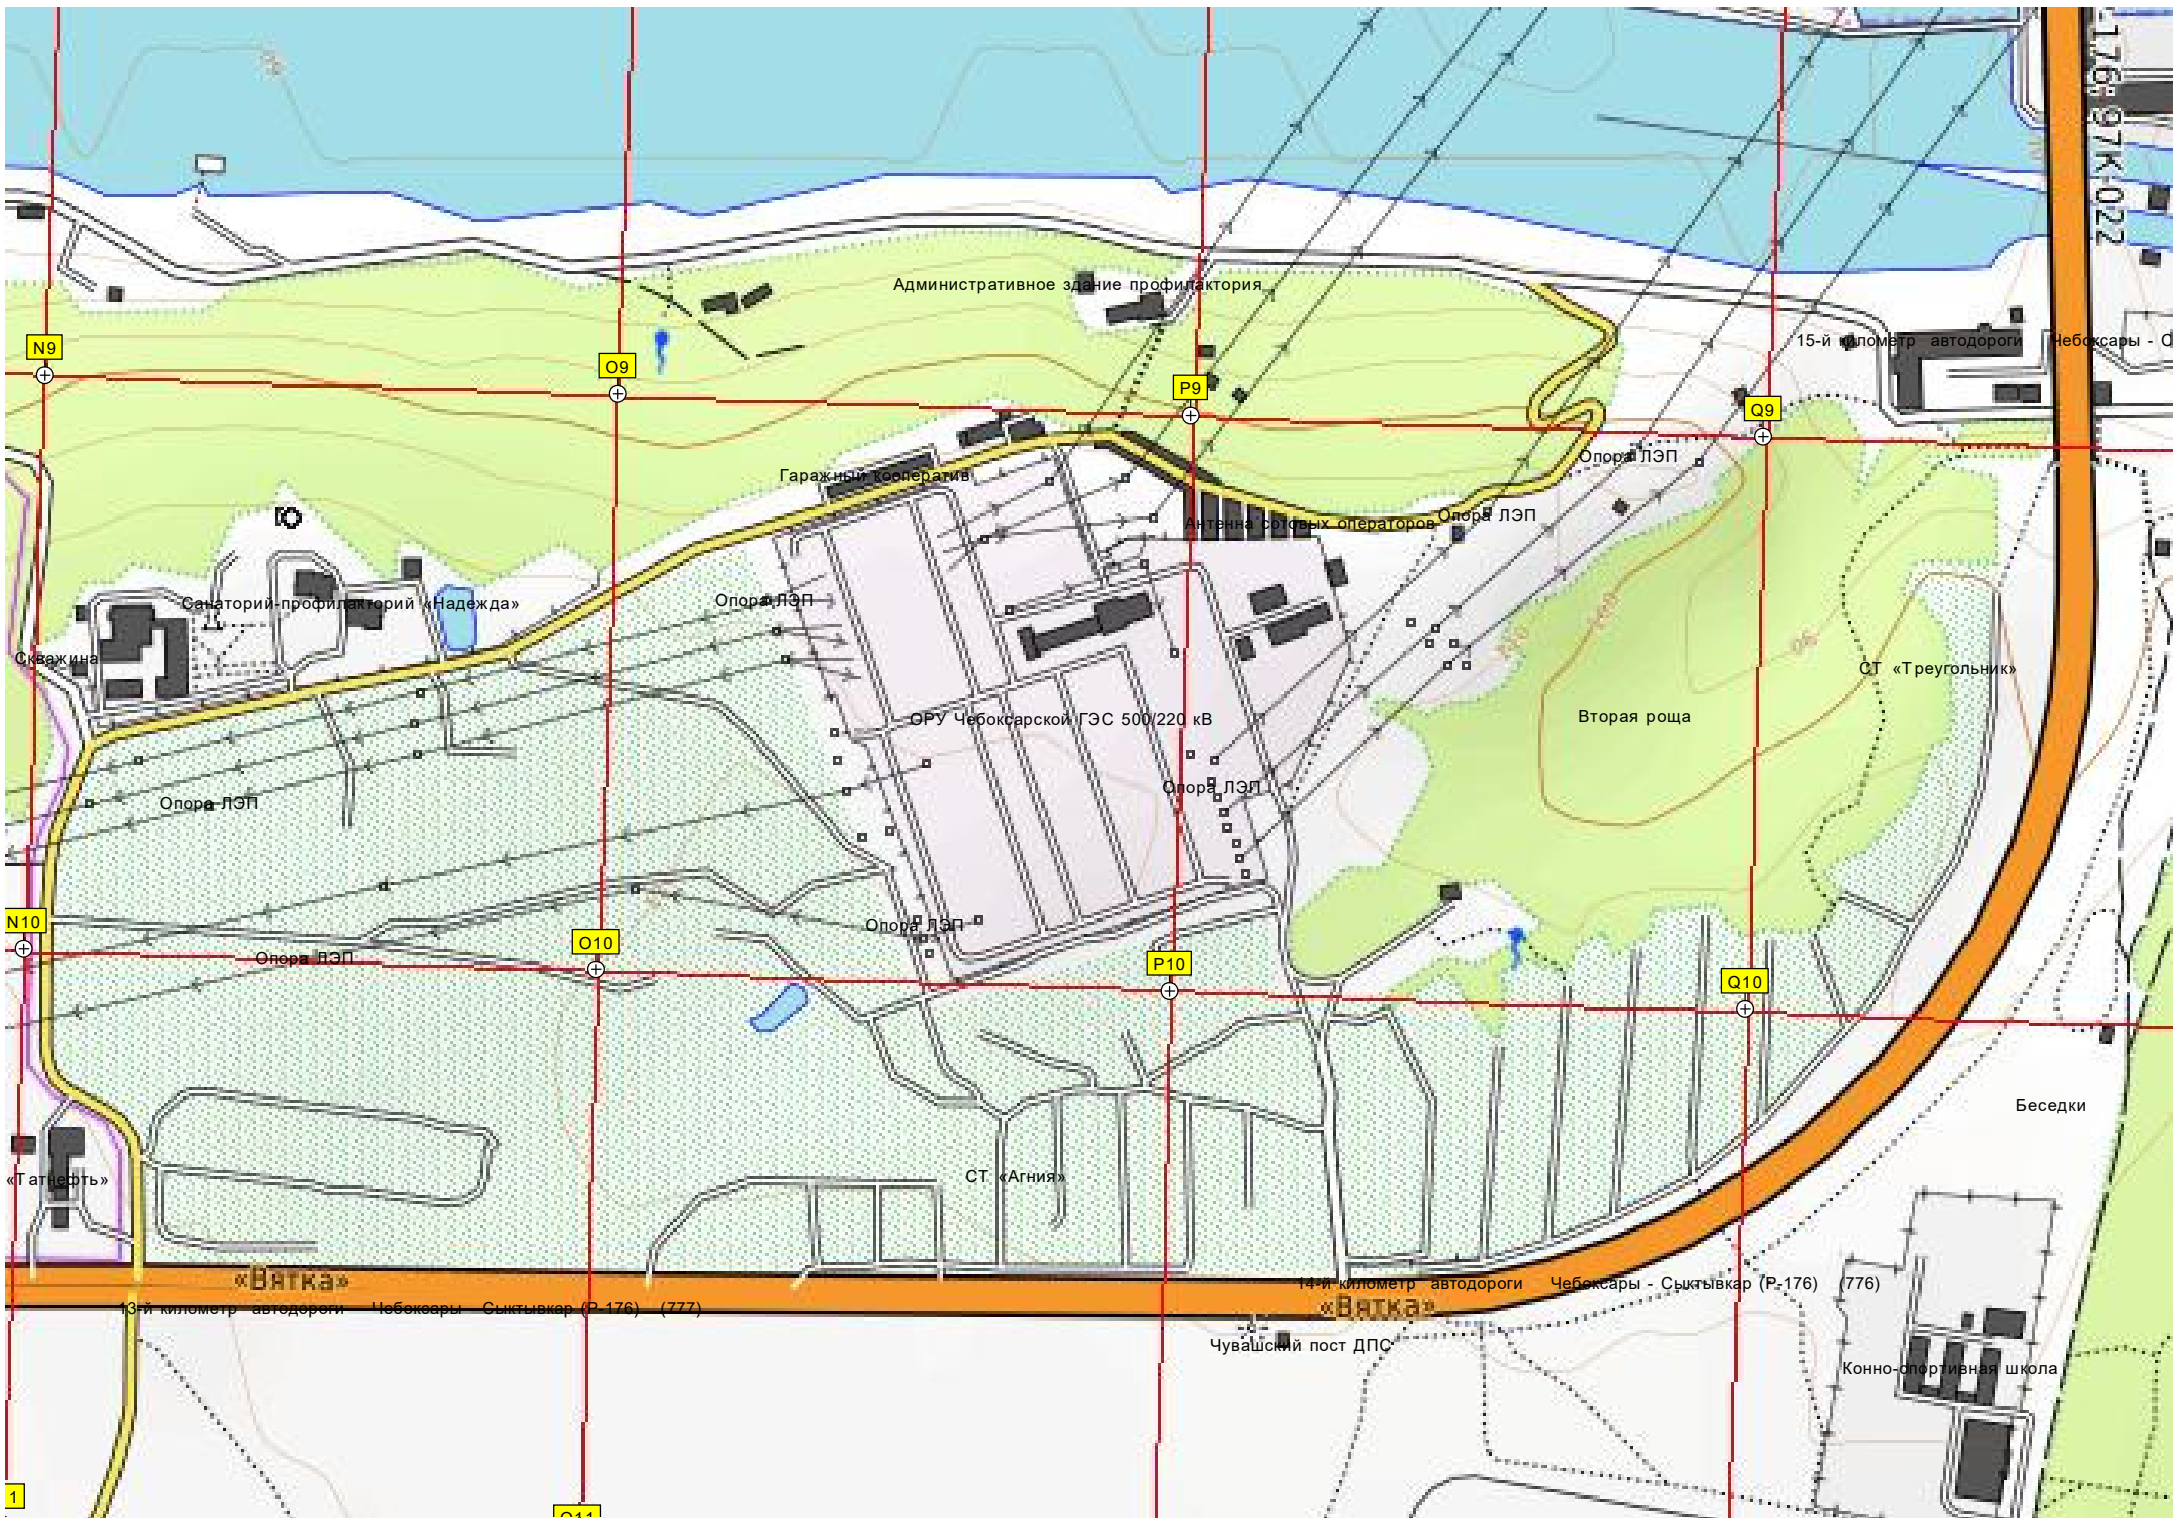 Р-176; 97К-022
Административное здание профилактория
15-й километр автодороги Чебоксары - С
N9
O9
P9
Q9
Опора ЛЭП
Гаражный кооператив
Антенна сотовых операторов
Опора ЛЭП
Санаторий-профилакторий «Надежда»
Опора ЛЭП
100
90
Скважина
СТ «Треугольник»
ОРУ Чебоксарской ГЭС 500/220 кВ
Вторая роща
Опора ЛЭП
Опора ЛЭП
N10
Опора ЛЭП
O10
Опора ЛЭП
P10
Q10
Беседки
«Татнефть»
СТ «Агния»
«Вятка»
13-й километр автодороги Чебоксары - Сыктывкар (Р-176) (777)
14-й километр автодороги Чебоксары - Сыктывкар (Р-176) (776)
«Вятка»
Чувашский пост ДПС
Конно-спортивная школа
1
O11